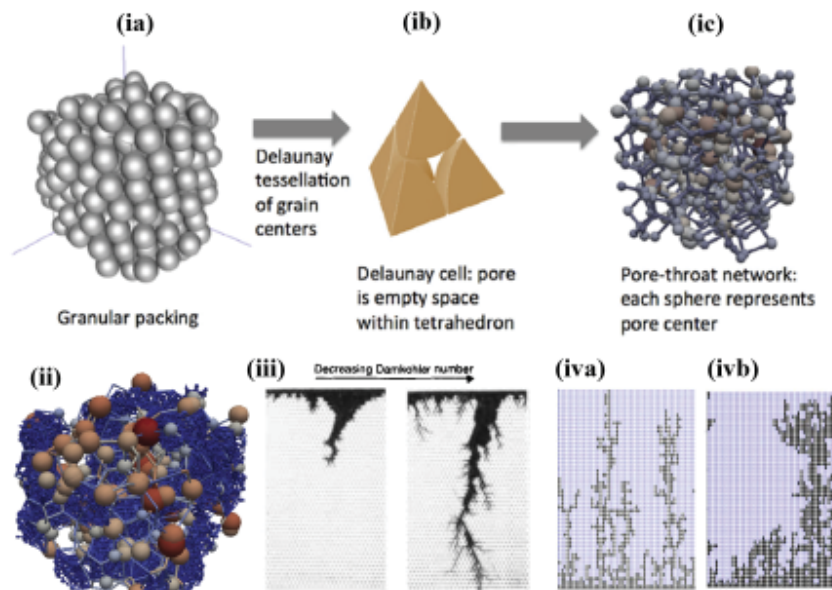 (ia)
(ib)
(ic)
Delaunay
tessellation
of grain
centers
Granular packing
Delaunay cell: pore
is empty space
within tetrahedron
Pore-throat network:
each sphere represents
pore center
(ii)
(iii)
Decreasing Damkohler number
(iva)
(ivb)